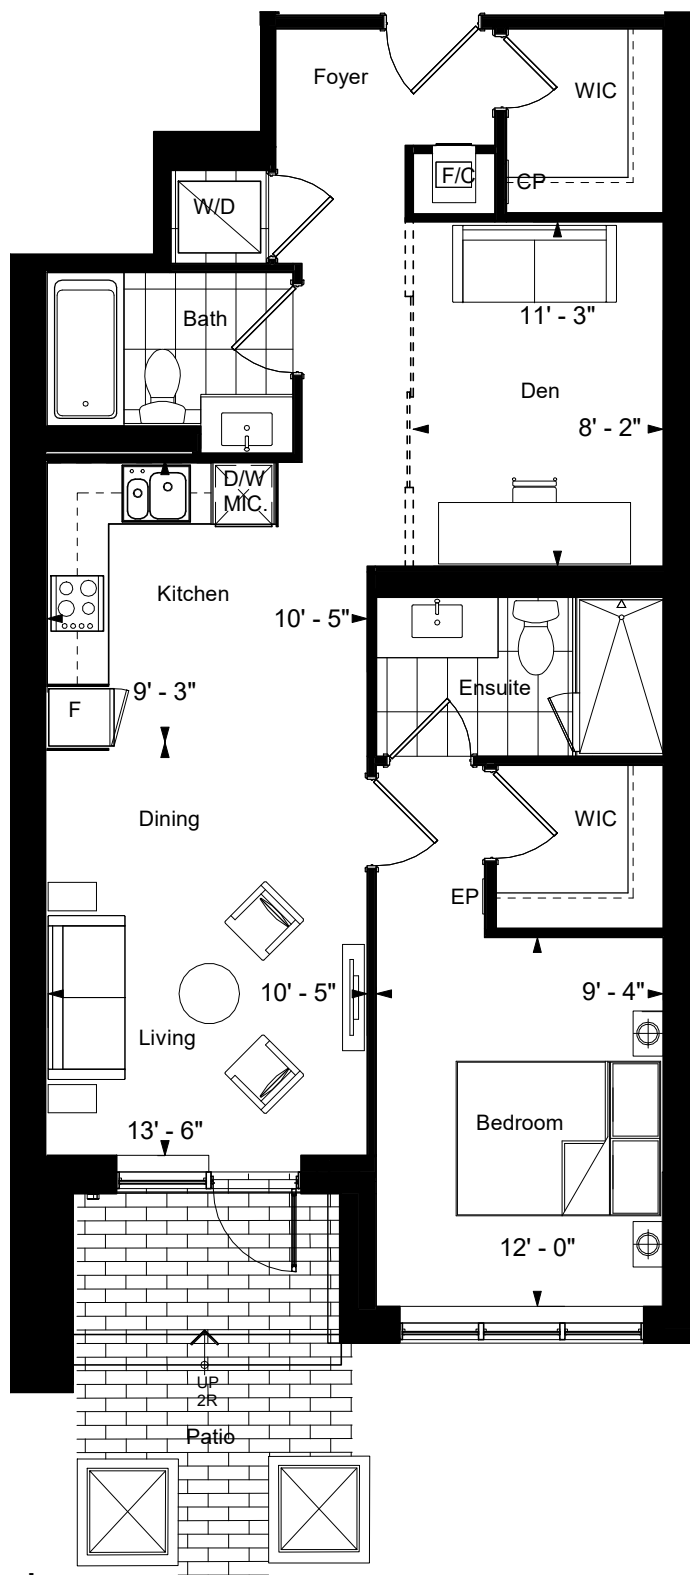 Foyer
WIC
F/C
CP
W/D
11' - 3"
Bath
Den
8' - 2"
D/W
MIC.
Kitchen
10' - 5"
Ensuite
9' - 3"
F
Dining
WIC
EP
10' - 5"
9' - 4"
Living
Bedroom
13' - 6"
12' - 0"
UP
2R
Patio